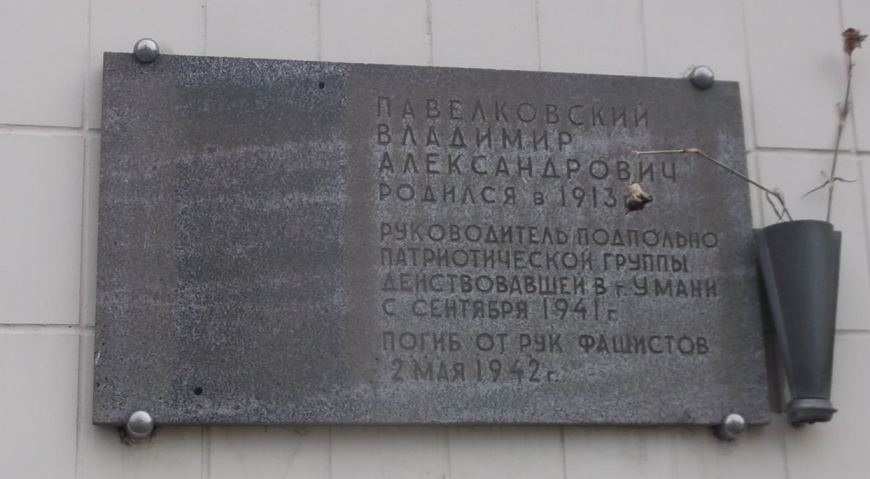 ПАВЕЛКОВСКИЙ
ВЛАДИМИР
АЛЕКСАНДРОВИЧ
РОДИЛСЯ в 1913
РУКОВОДИТЕЛЬ ПОДПОЛЬНО
ПАТРИОТИЧЕСКОЙ ГРУППЫ
ДЕЙСТВОВАВШЕЙ В г. УМАНИ
С СЕНТЯБРЯ 1941 г.
ПОГИБ ОТ РУК ФАШИСТОВ
2 МАЯ 1942 г.